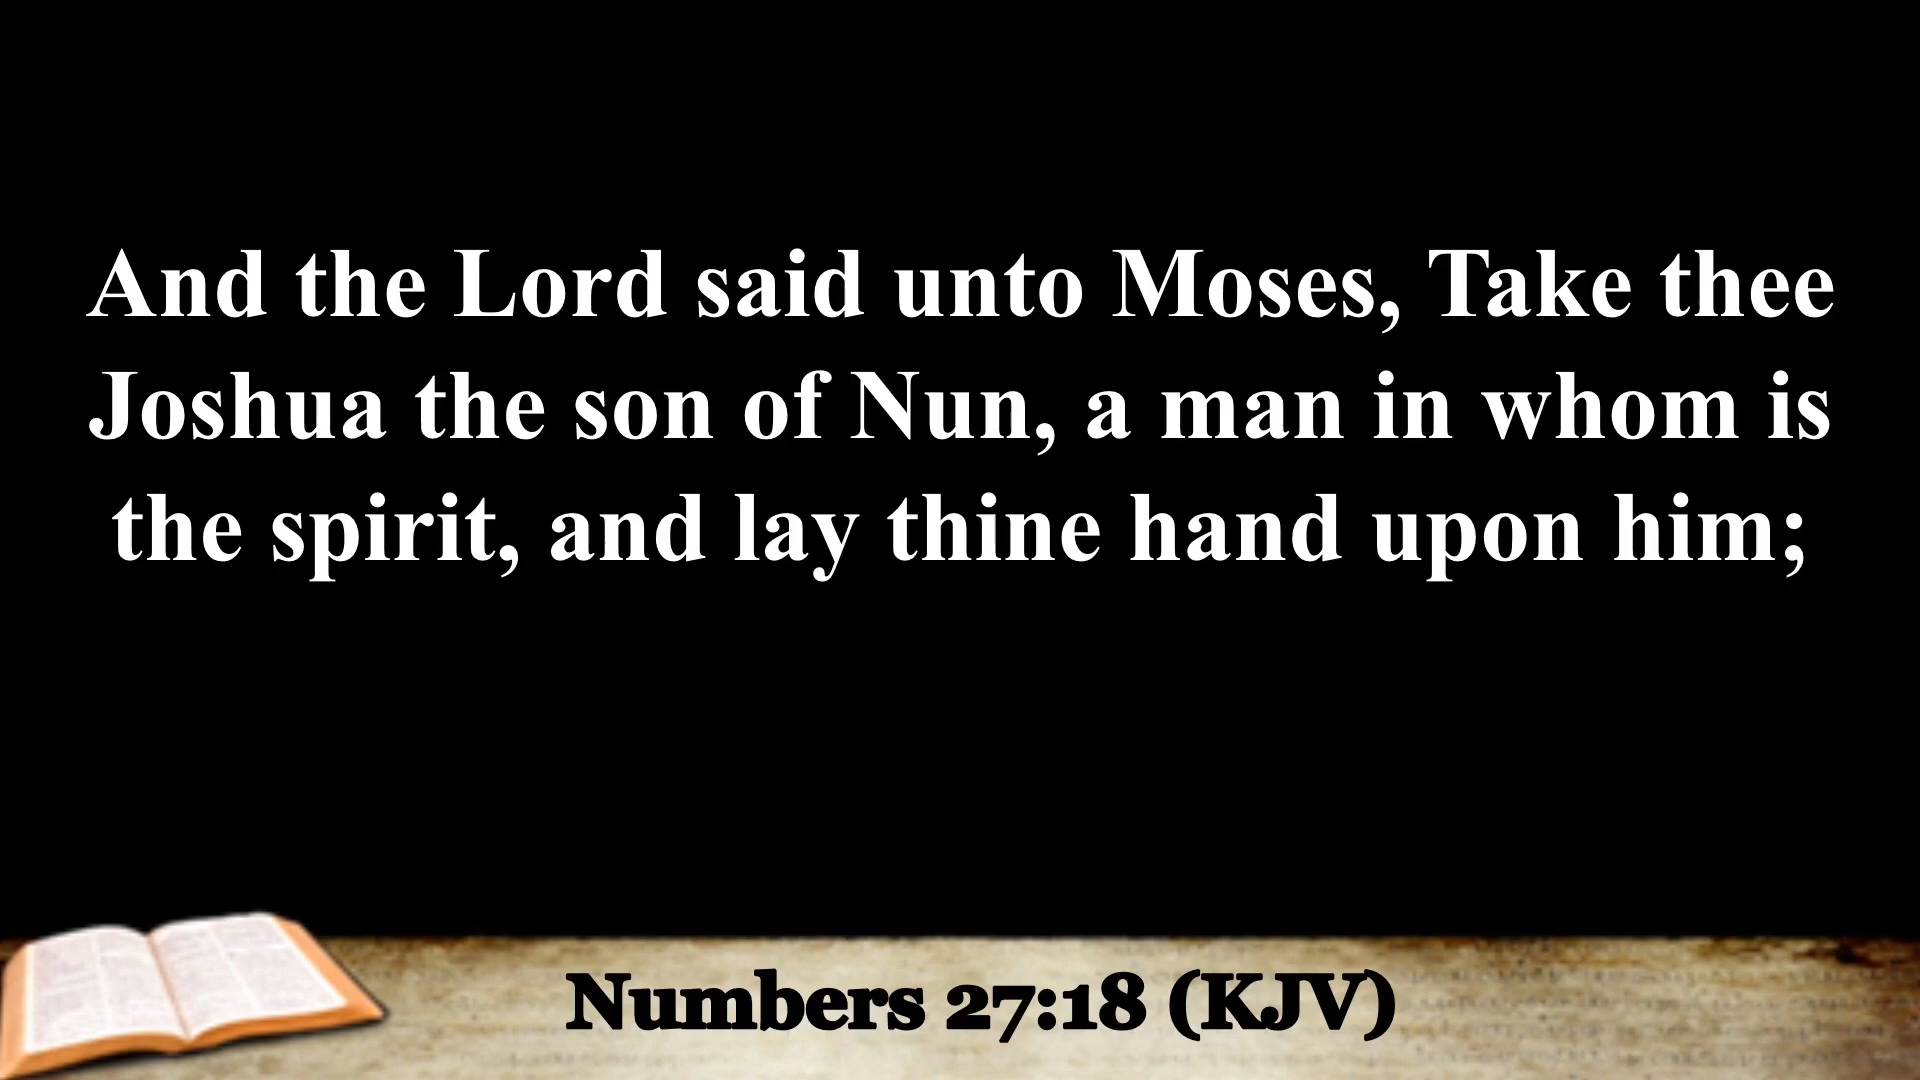 And the Lord said unto Moses, Take thee
Joshua the son of Nun, a man in whom is
the spirit, and lay thine hand upon him;
Numbers 27:18 (KJV)